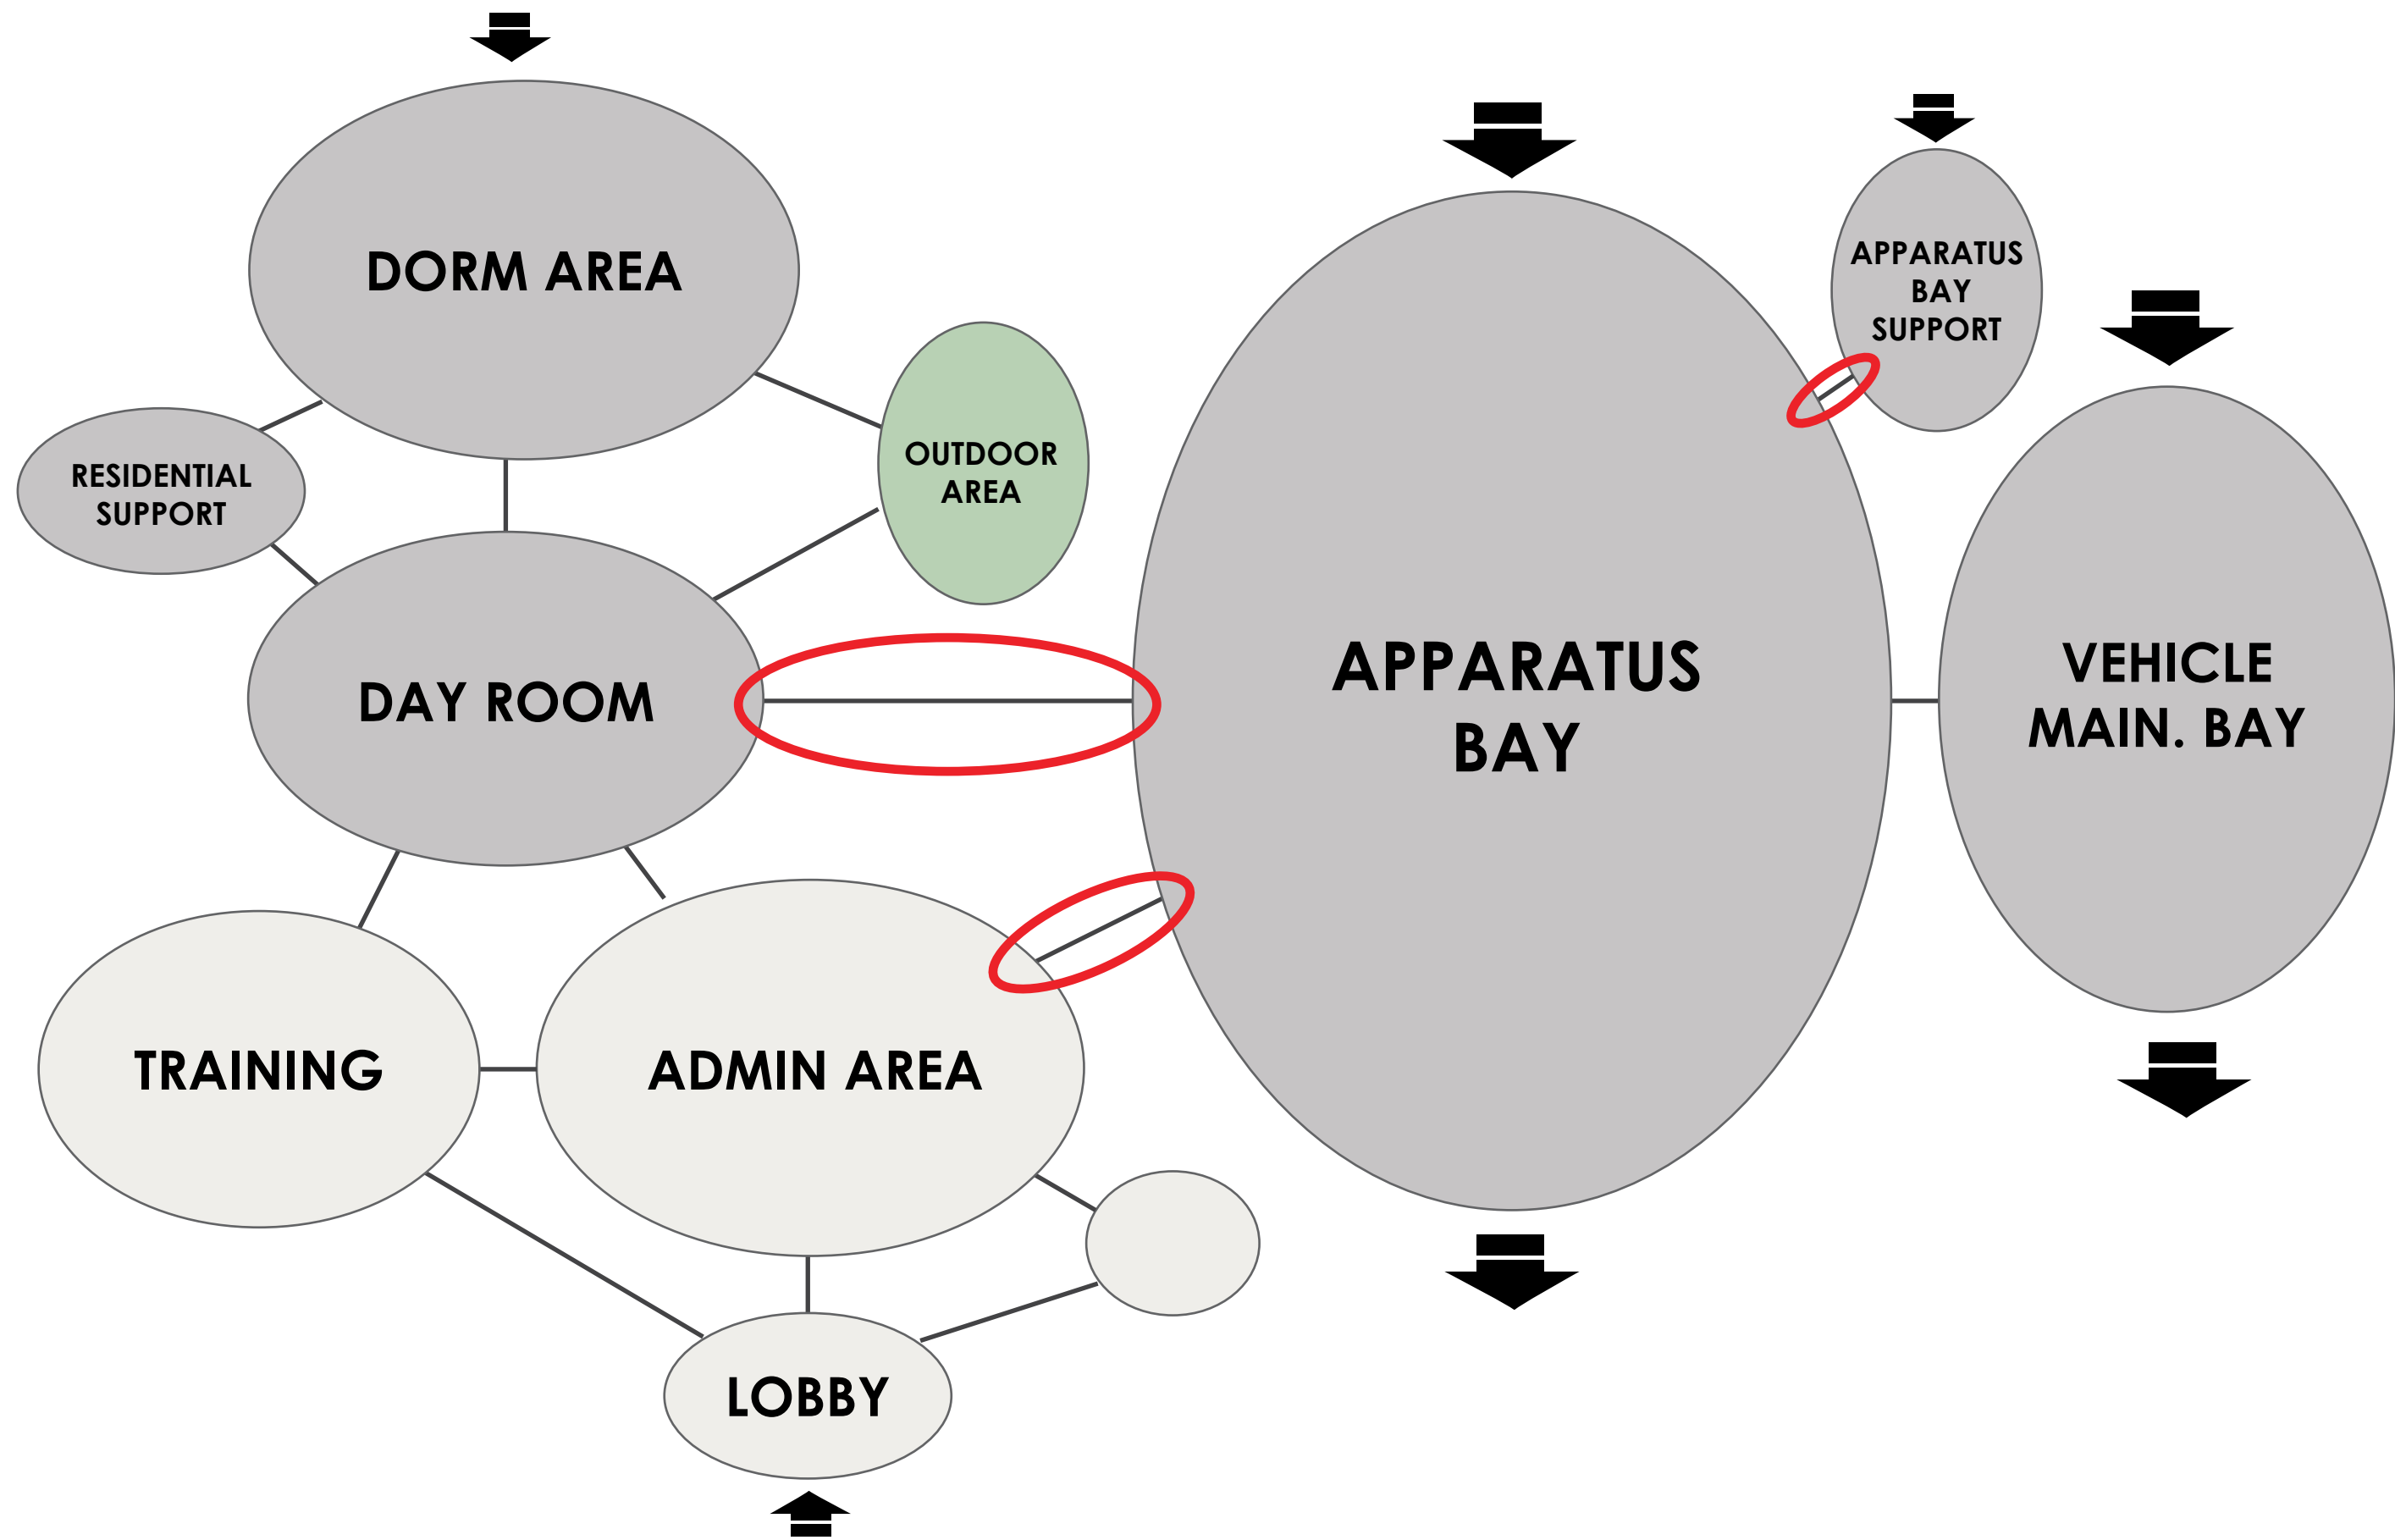 DORM AREA
APPARATUS
BAY
SUPPORT
OUTDOOR
AREA
RESIDENTIAL
SUPPORT
DAY ROOM
APPARATUS
BAY
VEHICLE
MAIN. BAY
TRAINING
ADMIN AREA
LOBBY